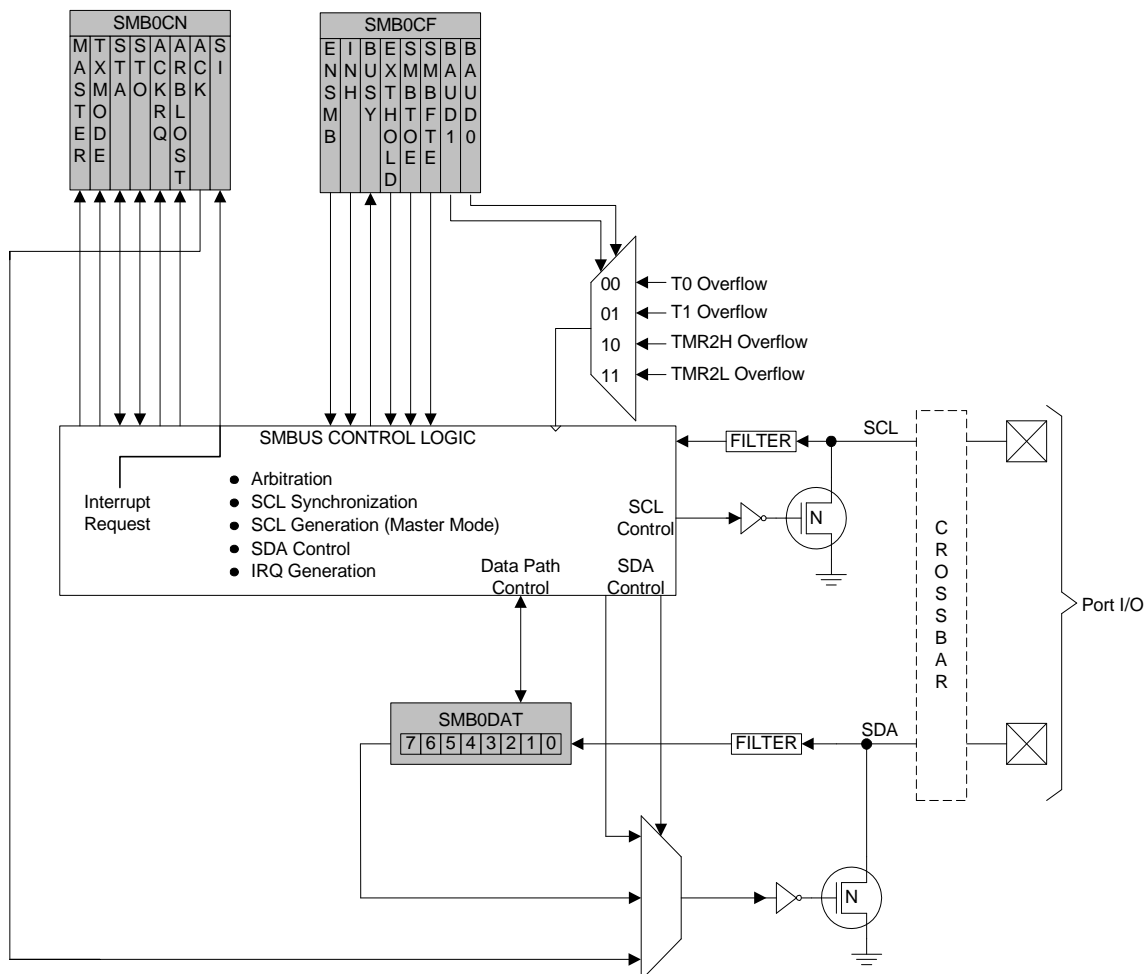 SMB0CN
MASTER
TXMODE
STA
STO
ACKRQ
ARBLOST
ACK
SI
SMB0CF
ENSMB
INH
BUSY
EXTHOLD
SMBTOE
SMBFTE
BAUD1
BAUD0
00
T0 Overflow
01
T1 Overflow
10
TMR2H Overflow
11
TMR2L Overflow
SMBUS CONTROL LOGIC
Interrupt
Request
● Arbitration
● SCL Synchronization
● SCL Generation (Master Mode)
● SDA Control
● IRQ Generation
SCL
Control
Data Path
Control
SDA
Control
FILTER
SCL
N
CROSSBAR
Port I/O
SMB0DAT
7 6 5 4 3 2 1 0
FILTER
SDA
N